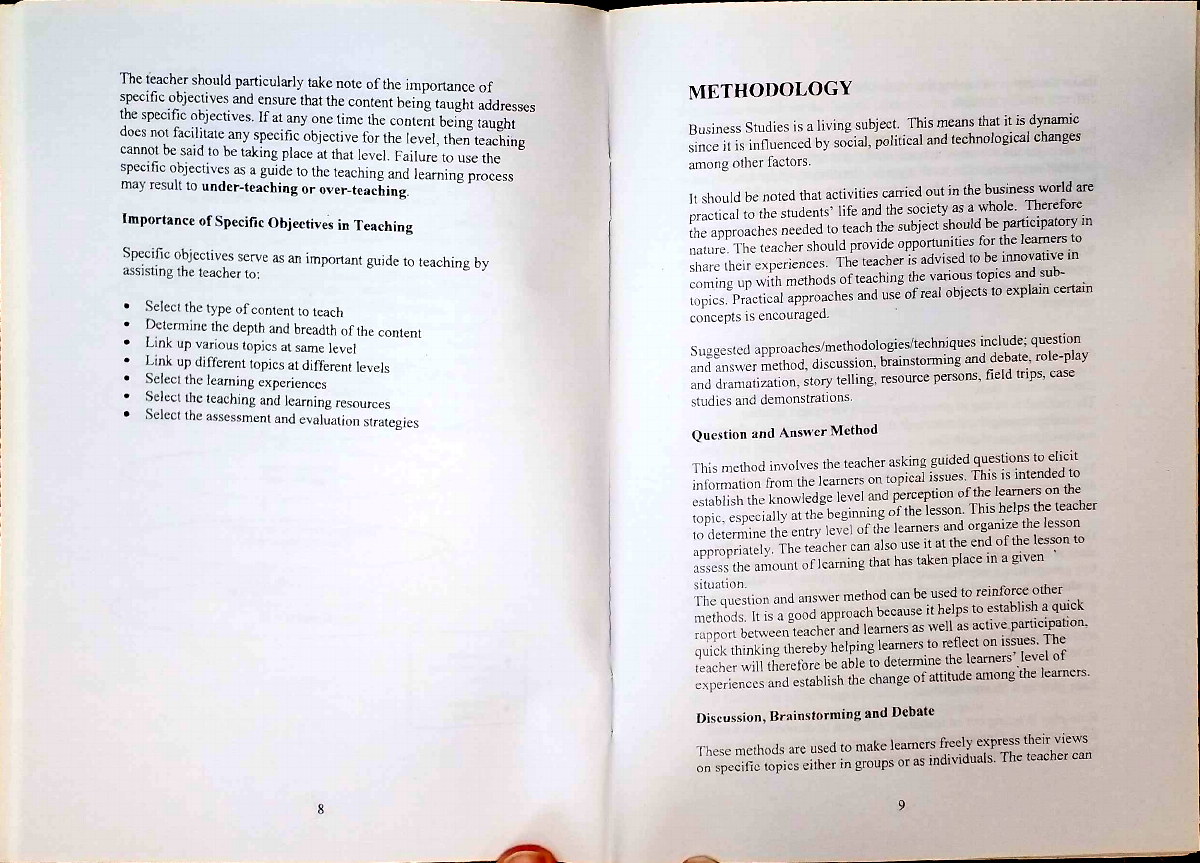 The teacher should particularly take note of the importance of
specific objectives and ensure that the content being taught addresses
the specific objectives. If at any one time the content being taught
does not facilitate any specific objective for the level, then teaching
cannot be said to be taking place at that level. Failure to use the
specific objectives as a guide to the teaching and learning process
may result to under-teaching or over-teaching.
Importance of Specific Objectives in Teaching
Specific objectives serve as an important guide to teaching by
assisting the teacher to:
• Select the type of content to teach
• Determine the depth and breadth of the content
• Link up various topics at same level
• Link up different topics at different levels
• Select the learning experiences
• Select the teaching and learning resources
• Select the assessment and evaluation strategies
8
METHODOLOGY
Business Studies is a living subject. This means that it is dynamic
since it is influenced by social, political and technological changes
among other factors.
It should be noted that activities carried out in the business world are
practical to the students' life and the society as a whole. Therefore
the approaches needed to teach the subject should be participatory in
nature. The teacher should provide opportunities for the learners to
share their experiences. The teacher is advised to be innovative in
coming up with methods of teaching the various topics and sub-
topics. Practical approaches and use of real objects to explain certain
concepts is encouraged.
Suggested approaches/methodologies/techniques include; question
and answer method, discussion, brainstorming and debate, role-play
and dramatization, story telling, resource persons, field trips, case
studies and demonstrations.
Question and Answer Method
This method involves the teacher asking guided questions to elicit
information from the learners on topical issues. This is intended to
establish the knowledge level and perception of the learners on the
topic, especially at the beginning of the lesson. This helps the teacher
to determine the entry level of the learners and organize the lesson
appropriately. The teacher can also use it at the end of the lesson to
assess the amount of learning that has taken place in a given
situation.
The question and answer method can be used to reinforce other
methods. It is a good approach because it helps to establish a quick
rapport between teacher and learners as well as active participation,
quick thinking thereby helping learners to reflect on issues. The
teacher will therefore be able to determine the learners' level of
experiences and establish the change of attitude among the learners.
Discussion, Brainstorming and Debate
These methods are used to make learners freely express their views
on specific topics either in groups or as individuals. The teacher can
9